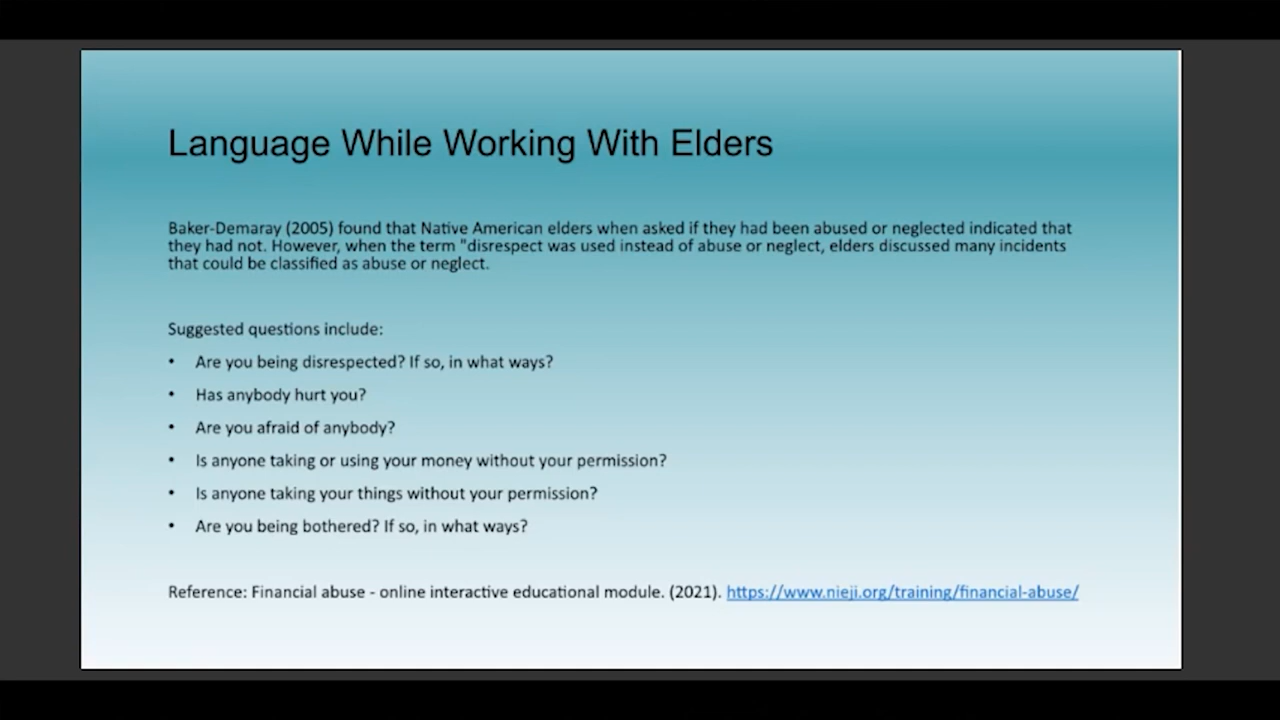 Language While Working With Elders
Baker-Demaray (2005) found that Native American elders when asked if they had been abused or neglected indicated that
they had not. However, when the term "disrespect was used instead of abuse or neglect, elders discussed many incidents
that could be classified as abuse or neglect.
Suggested questions include:
• Are you being disrespected? If so, in what ways?
• Has anybody hurt you?
• Are you afraid of anybody?
• Is anyone taking or using your money without your permission?
• Is anyone taking your things without your permission?
• Are you being bothered? If so, in what ways?
Reference: Financial abuse - online interactive educational module. (2021). https://www.nieji.org/training/financial-abuse/